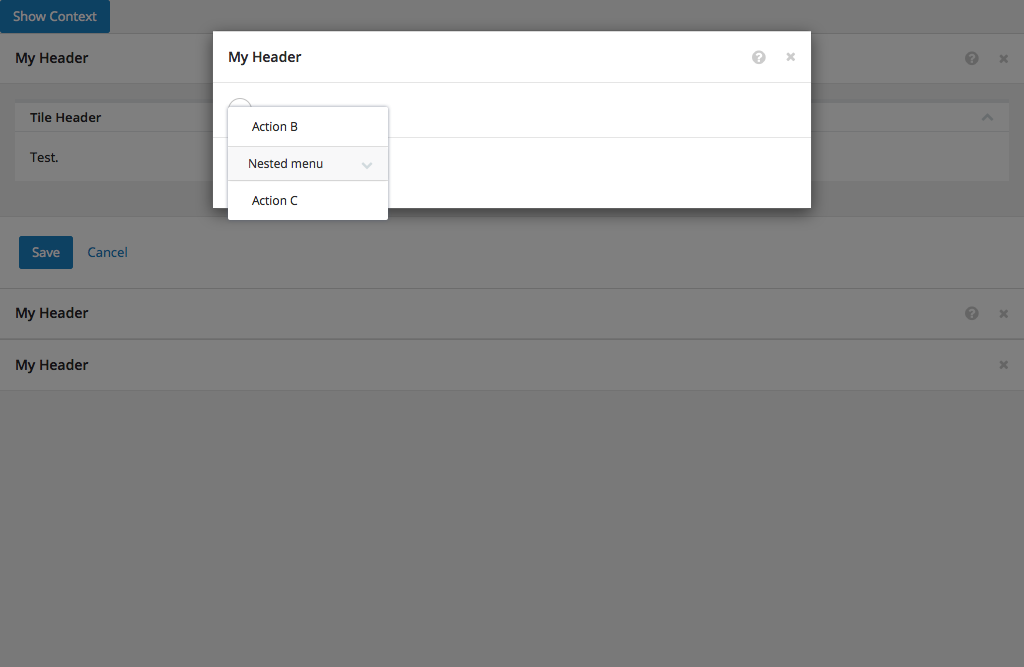 Show Context
My Header
My Header
Tile Header
Test.
Action B
Nested menu
Action C
Save
Cancel
My Header
My Header